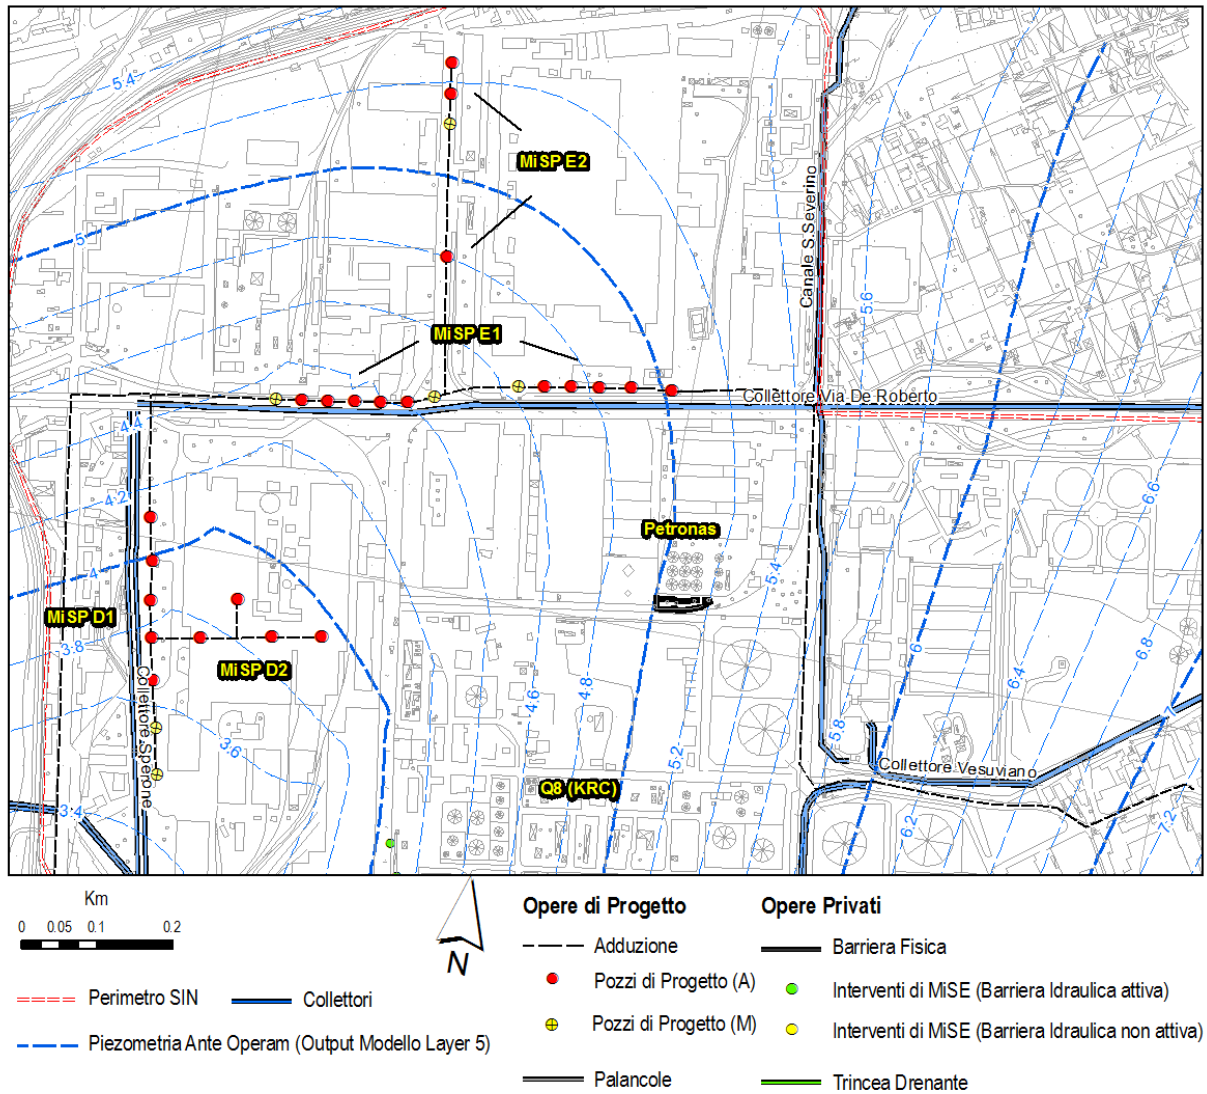 5.4
MiSP E2
5
Canale S.Severino
5.6
MiSP E1
Collettore Via De Roberto
4.4
4.2
6.6
Petronas
4
5.4
MiSP D1
3.8
MiSP D2
6
6.4
6.8
Collettore Sperone
4.6
4.8
3.6
5.2
5.8
Collettore Vesuviano
Q8 (KRC)
3.4
6.2
7.2
Km
0 0.05 0.1 0.2
N
Perimetro SIN
Collettori
Piezometria Ante Operam (Output Modello Layer 5)
Opere di Progetto
Adduzione
Pozzi di Progetto (A)
Pozzi di Progetto (M)
Palancole
Opere Privati
Barriera Fisica
Interventi di MiSE (Barriera Idraulica attiva)
Interventi di MiSE (Barriera Idraulica non attiva)
Trincea Drenante